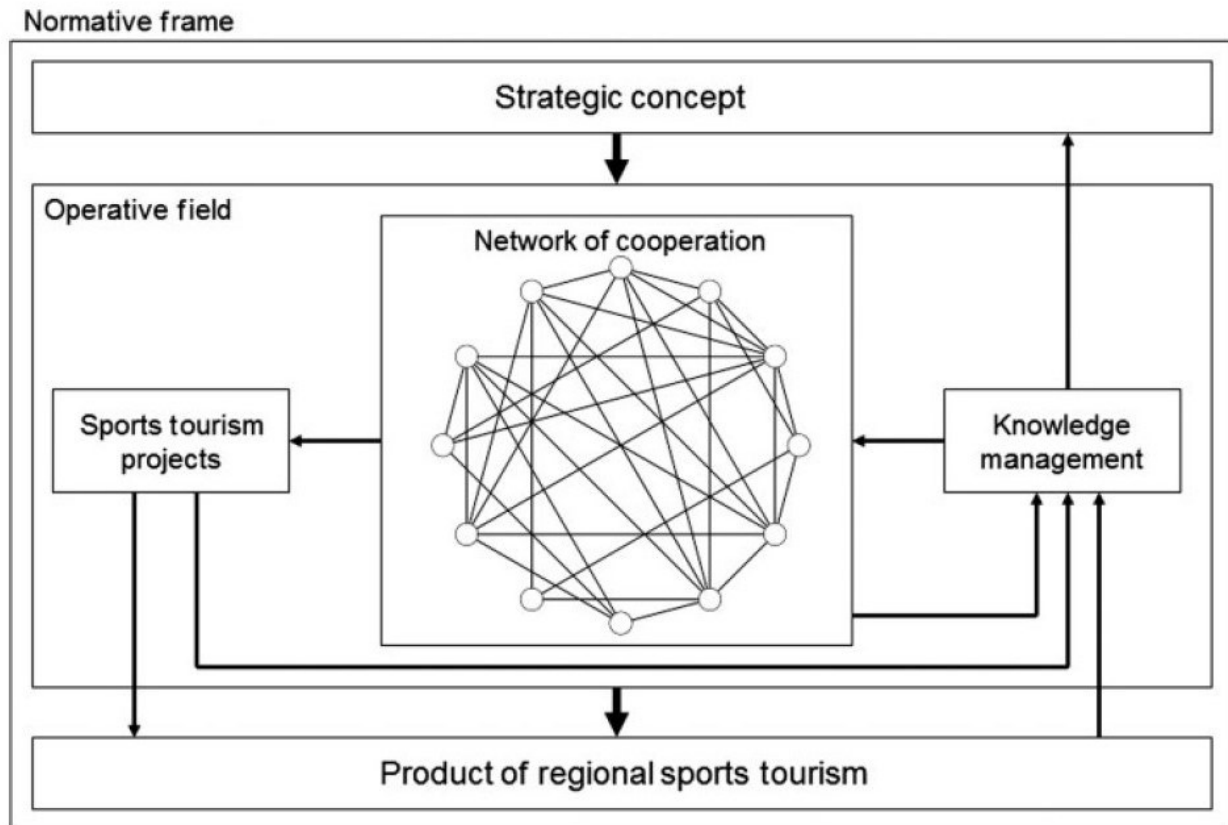 Normative frame
Strategic concept
Operative field
Network of cooperation
Sports tourism
projects
Knowledge
management
Product of regional sports tourism